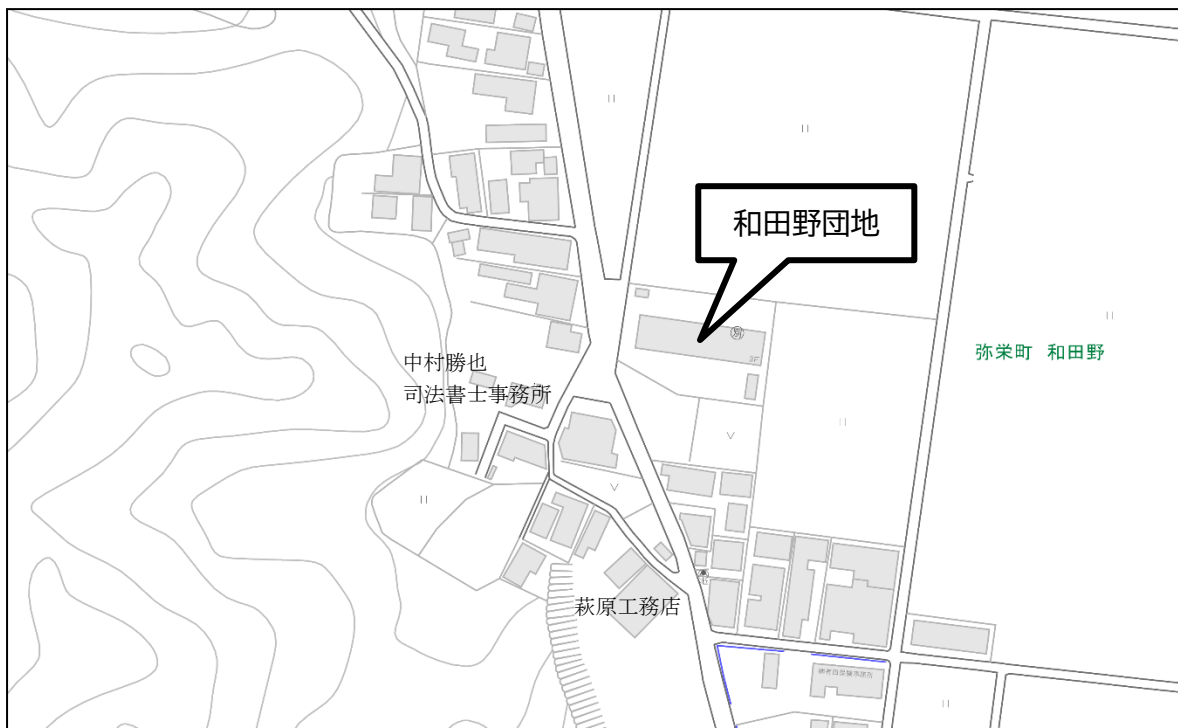 和田野団地
弥栄町 和田野
中村勝也
司法書士事務所
萩原工務店